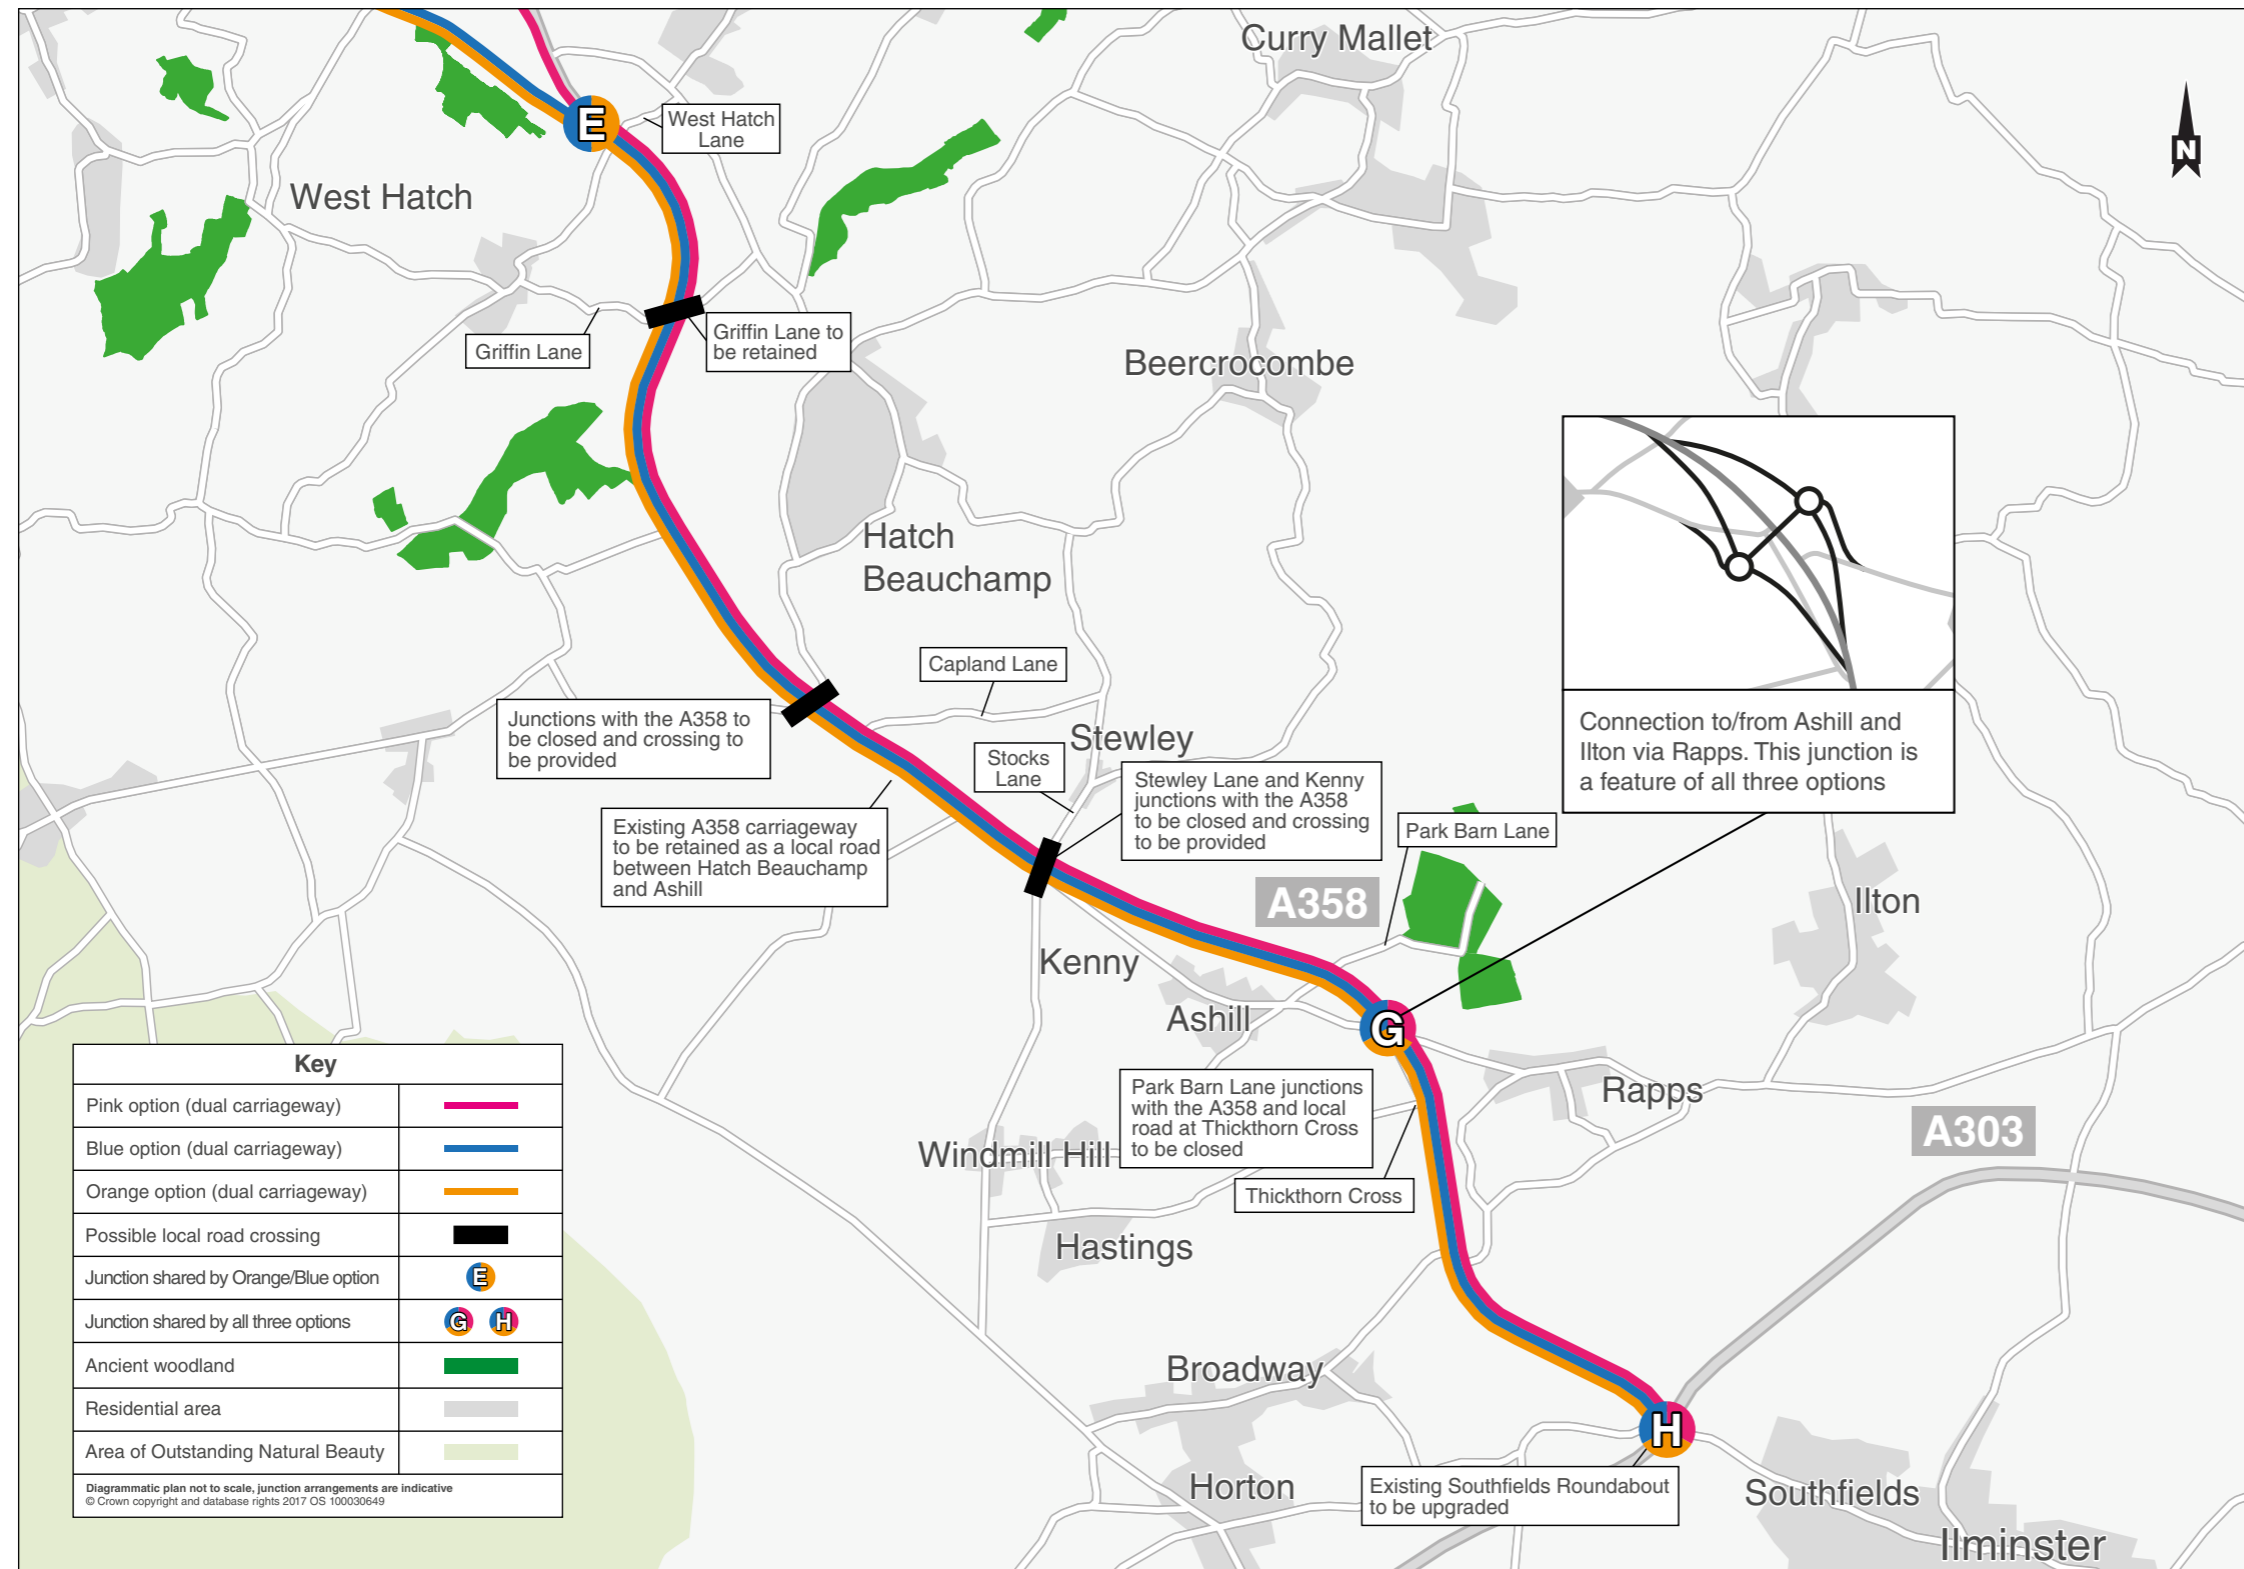 Curry Mallet
E
West Hatch
Lane
N
West Hatch
Griffin Lane to
be retained
Griffin Lane
Beercrocombe
Hatch
Beauchamp
Capland Lane
Junctions with the A358 to
be closed and crossing to
be provided
Stewley
Stocks
Lane
Connection to/from Ashill and
Ilton via Rapps. This junction is
a feature of all three options
Stewley Lane and Kenny
junctions with the A358
to be closed and crossing
to be provided
Existing A358 carriageway
to be retained as a local road
between Hatch Beauchamp
and Ashill
Park Barn Lane
A358
Ilton
Kenny
Ashill
G
Park Barn Lane junctions
with the A358 and local
road at Thickthorn Cross
to be closed
Rapps
A303
Windmill Hill
Thickthorn Cross
Hastings
Broadway
H
Horton
Existing Southfields Roundabout
to be upgraded
Southfields
Ilminster
Key
Pink option (dual carriageway)
Blue option (dual carriageway)
Orange option (dual carriageway)
Possible local road crossing
Junction shared by Orange/Blue option E
Junction shared by all three options G H
Ancient woodland
Residential area
Area of Outstanding Natural Beauty
Diagrammatic plan not to scale, junction arrangements are indicative
© Crown copyright and database rights 2017 OS 100030649